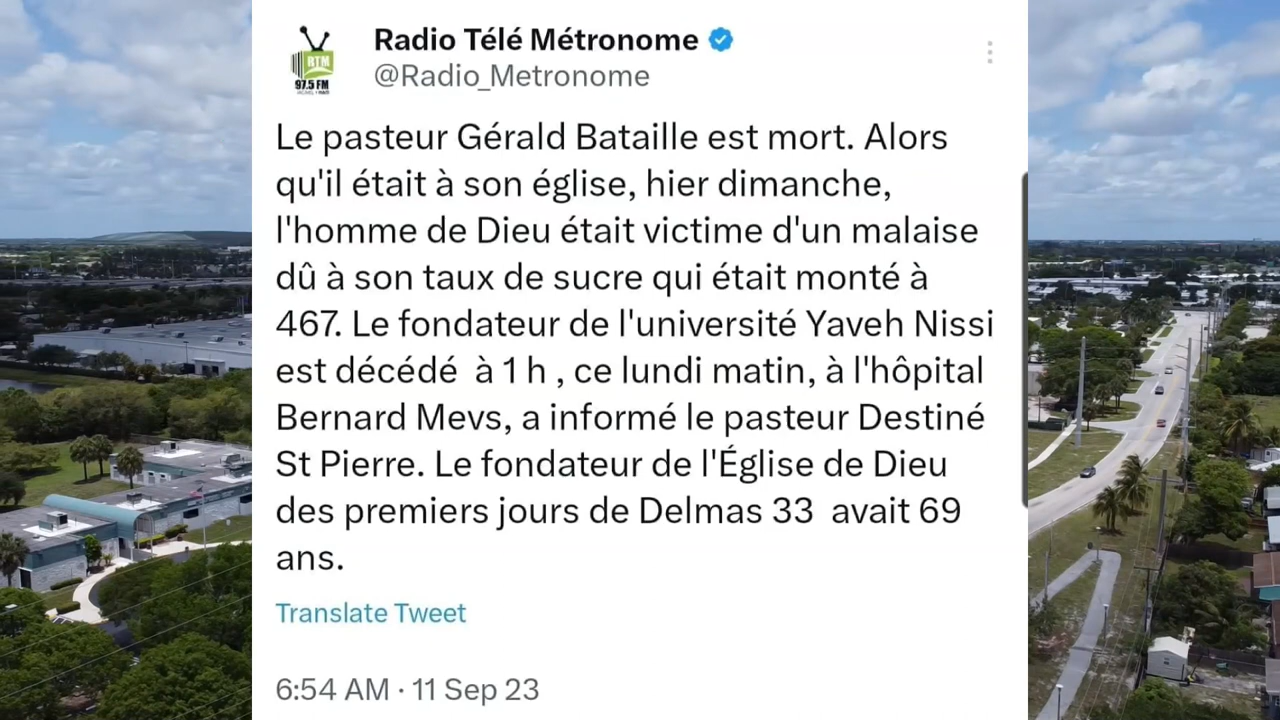 Radio Télé Métronome
@Radio_Metronome
RTM
97.5 FM
Le pasteur Gérald Bataille est mort. Alors
qu'il était à son église, hier dimanche,
l'homme de Dieu était victime d'un malaise
dû à son taux de sucre qui était monté à
467. Le fondateur de l'université Yaveh Nissi
est décédé  à 1 h , ce lundi matin, à l'hôpital
Bernard Mevs, a informé le pasteur Destiné
St Pierre. Le fondateur de l'Église de Dieu
des premiers jours de Delmas 33  avait 69
ans.
Translate Tweet
6:54 AM · 11 Sep 23